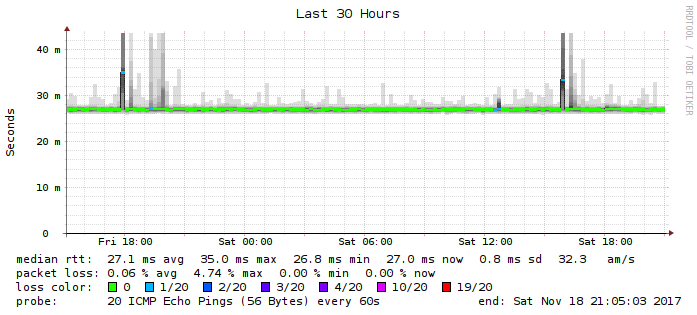 Last 30 Hours
RRDTOOL / TOBI OETIKER
Seconds
40 m
30 m
20 m
10 m
0
Fri 18:00 Sat 00:00 Sat 06:00 Sat 12:00 Sat 18:00
median rtt: 27.1 ms avg 35.0 ms max 26.8 ms min 27.0 ms now 0.8 ms sd 32.3 am/s
packet loss: 0.06 % avg 4.74 % max 0.00 % min 0.00 % now
loss color: 0 1/20 2/20 3/20 4/20 10/20 19/20
probe: 20 ICMP Echo Pings (56 Bytes) every 60s end: Sat Nov 18 21:05:03 2017